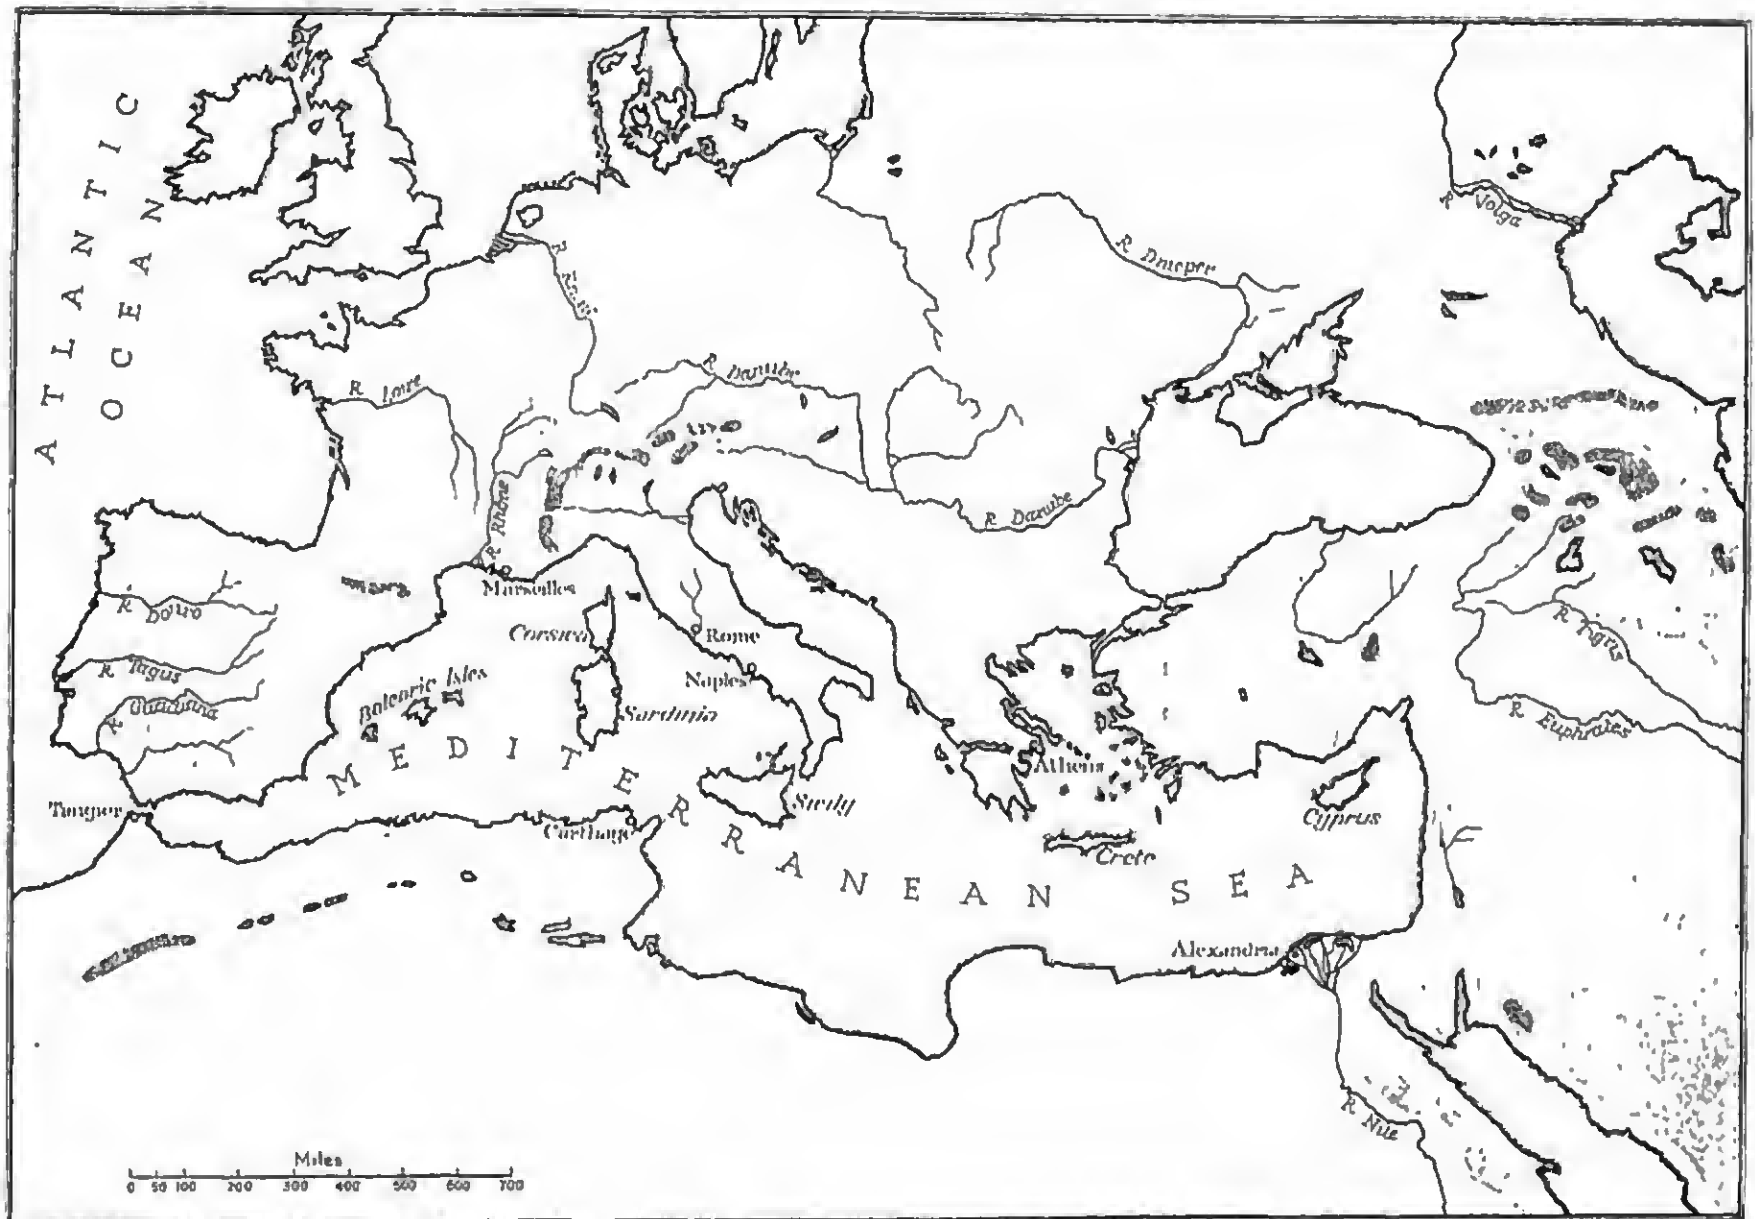 ATLANTIC
OCEAN
R Volga
R Dnieper
R Danube
R Loire
R Rhône
R Danube
Marseilles
R Douro
Corsica
Rome
R Tigris
R Tagus
Naples
Balearic Isles
R Guadiana
Sardinia
R Euphrates
MEDITERRANEAN SEA
Athens
Tangier
Sicily
Cyprus
Carthage
Crete
Alexandria
R Nile
Miles
0 50 100 200 300 400 500 600 700